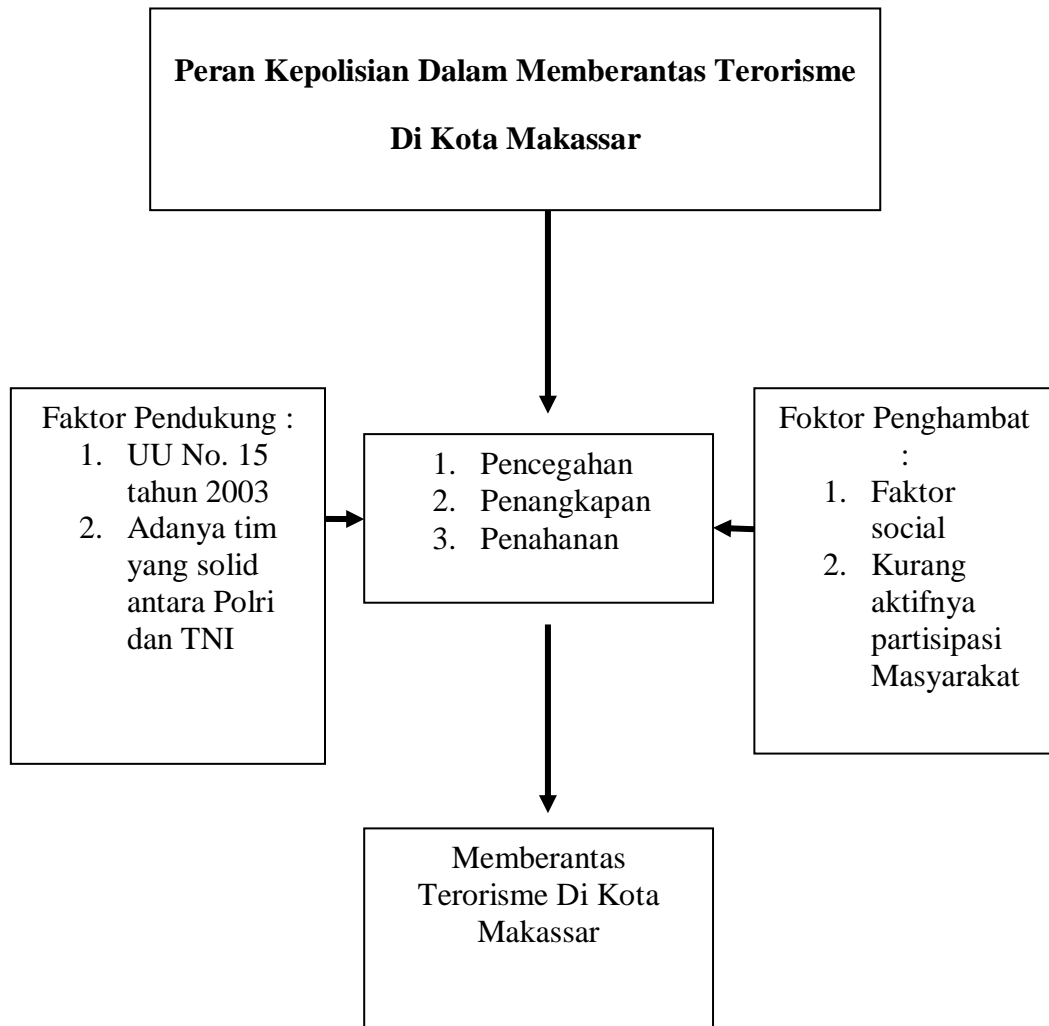 Peran Kepolisian Dalam Memberantas Terorisme
Di Kota Makassar
Faktor Pendukung :
1. UU No. 15
tahun 2003
2. Adanya tim
yang solid
antara Polri
dan TNI
1. Pencegahan
2. Penangkapan
3. Penahanan
Foktor Penghambat
:
1. Faktor
social
2. Kurang
aktifnya
partisipasi
Masyarakat
Memberantas
Terorisme Di Kota
Makassar